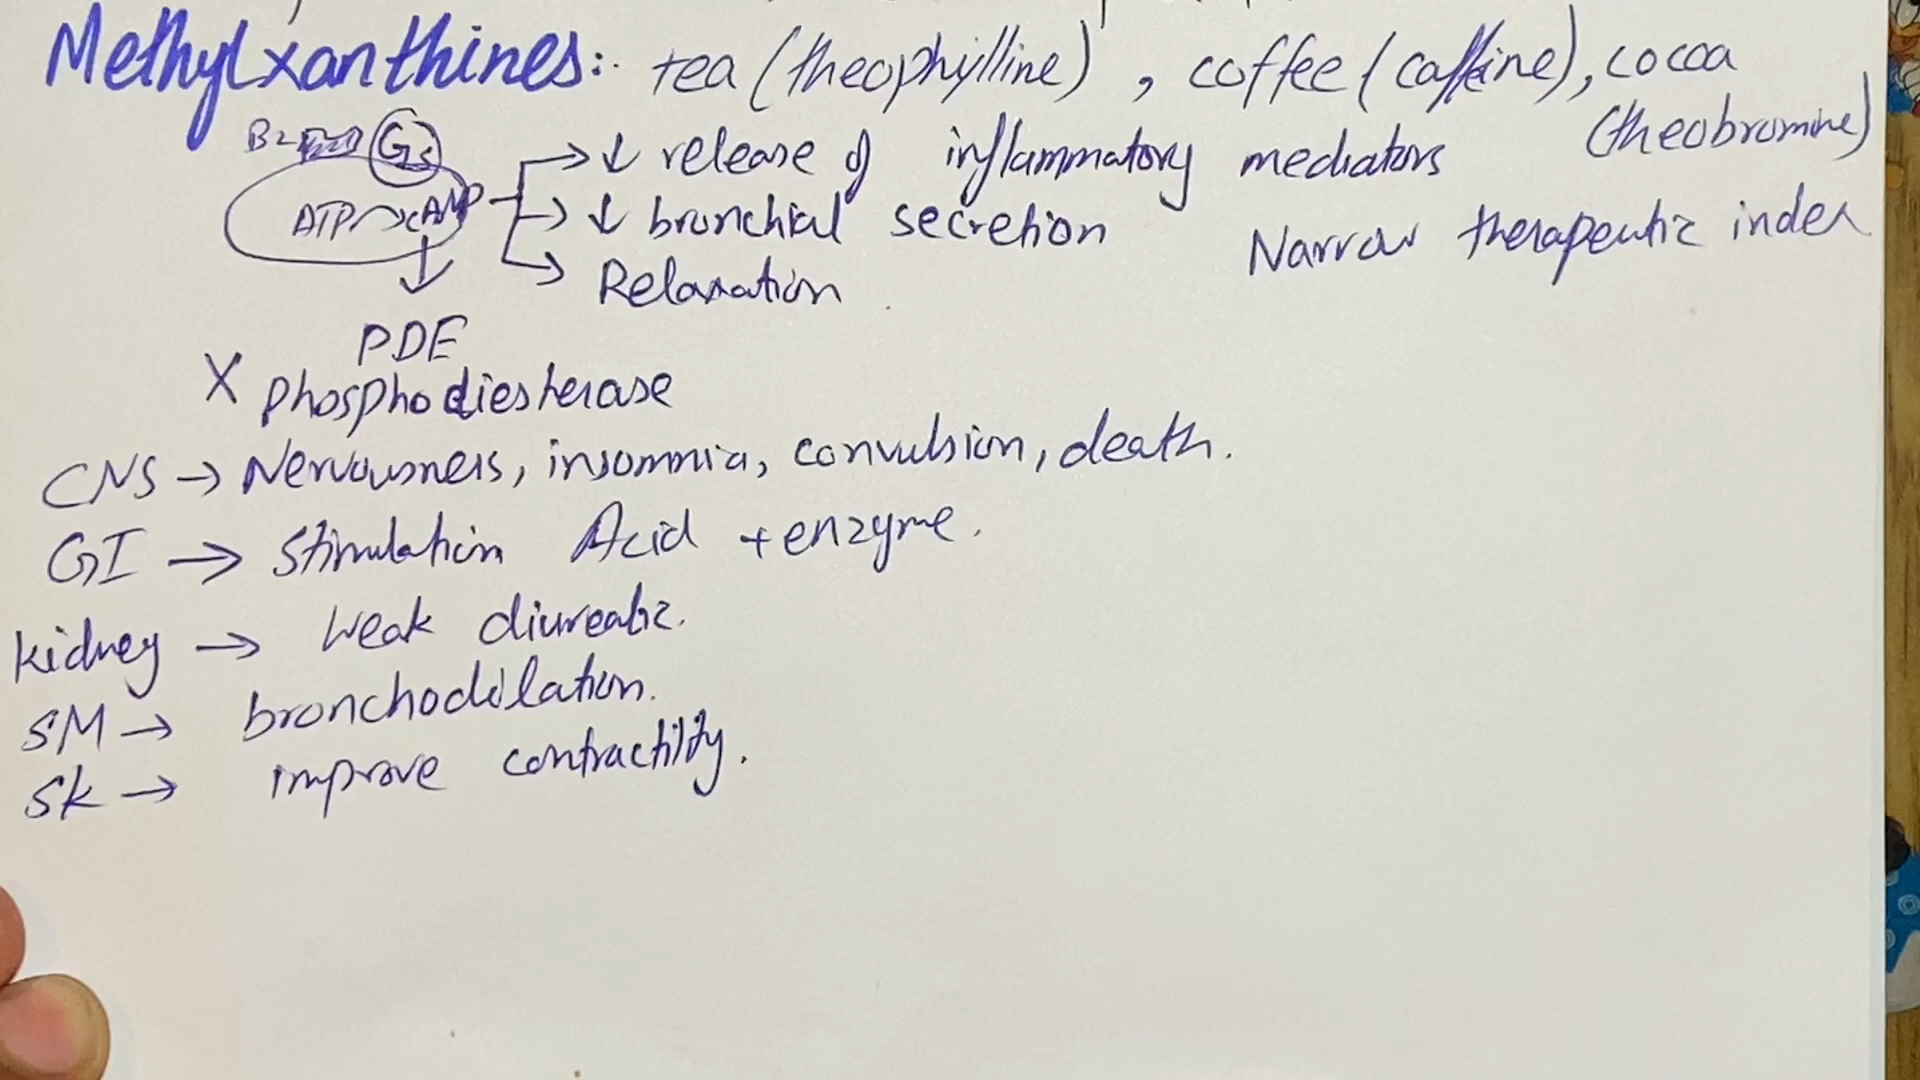 Methylxanthines: tea (theophylline), coffee (caffeine), cocoa
(theobromine)
B2 Gs
→ ↓ release of inflammatory mediators
ATP → cAMP → ↓ bronchial secretion Narrow therapeutic index
→ Relaxation
PDE
X phosphodiesterase
CNS → Nervousness, insomnia, convulsion, death.
GI → Stimulation Acid + enzyme.
kidney → weak diureatic.
SM → bronchodilation.
SK → improve contractility.